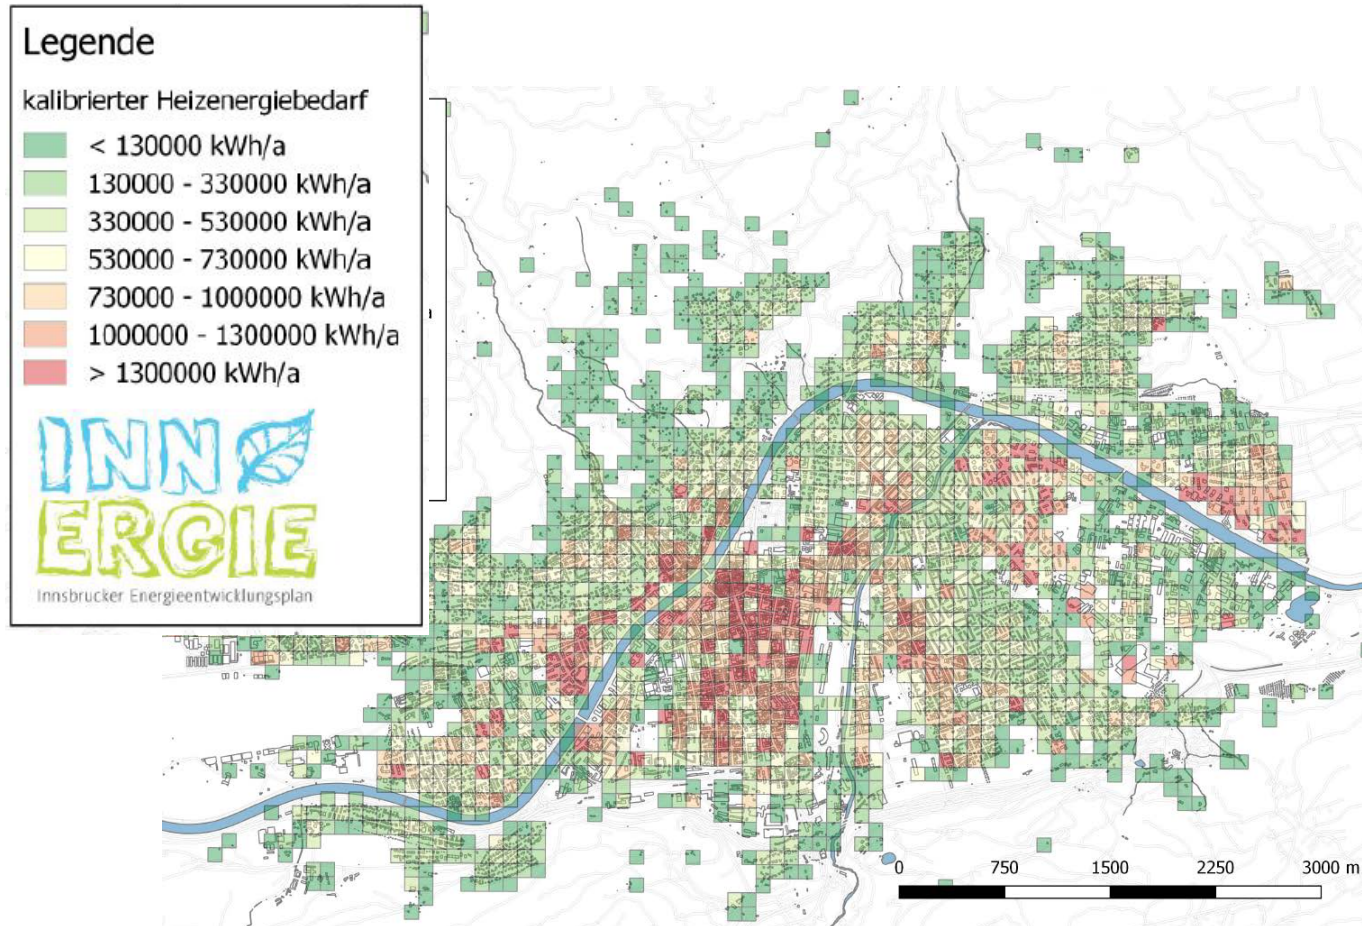 Legende
kalibrierter Heizenergiebedarf
< 130000 kWh/a
130000 - 330000 kWh/a
330000 - 530000 kWh/a
530000 - 730000 kWh/a
730000 - 1000000 kWh/a
1000000 - 1300000 kWh/a
> 1300000 kWh/a
INN
ERGIE
Innsbrucker Energieentwicklungsplan
0 750 1500 2250 3000 m